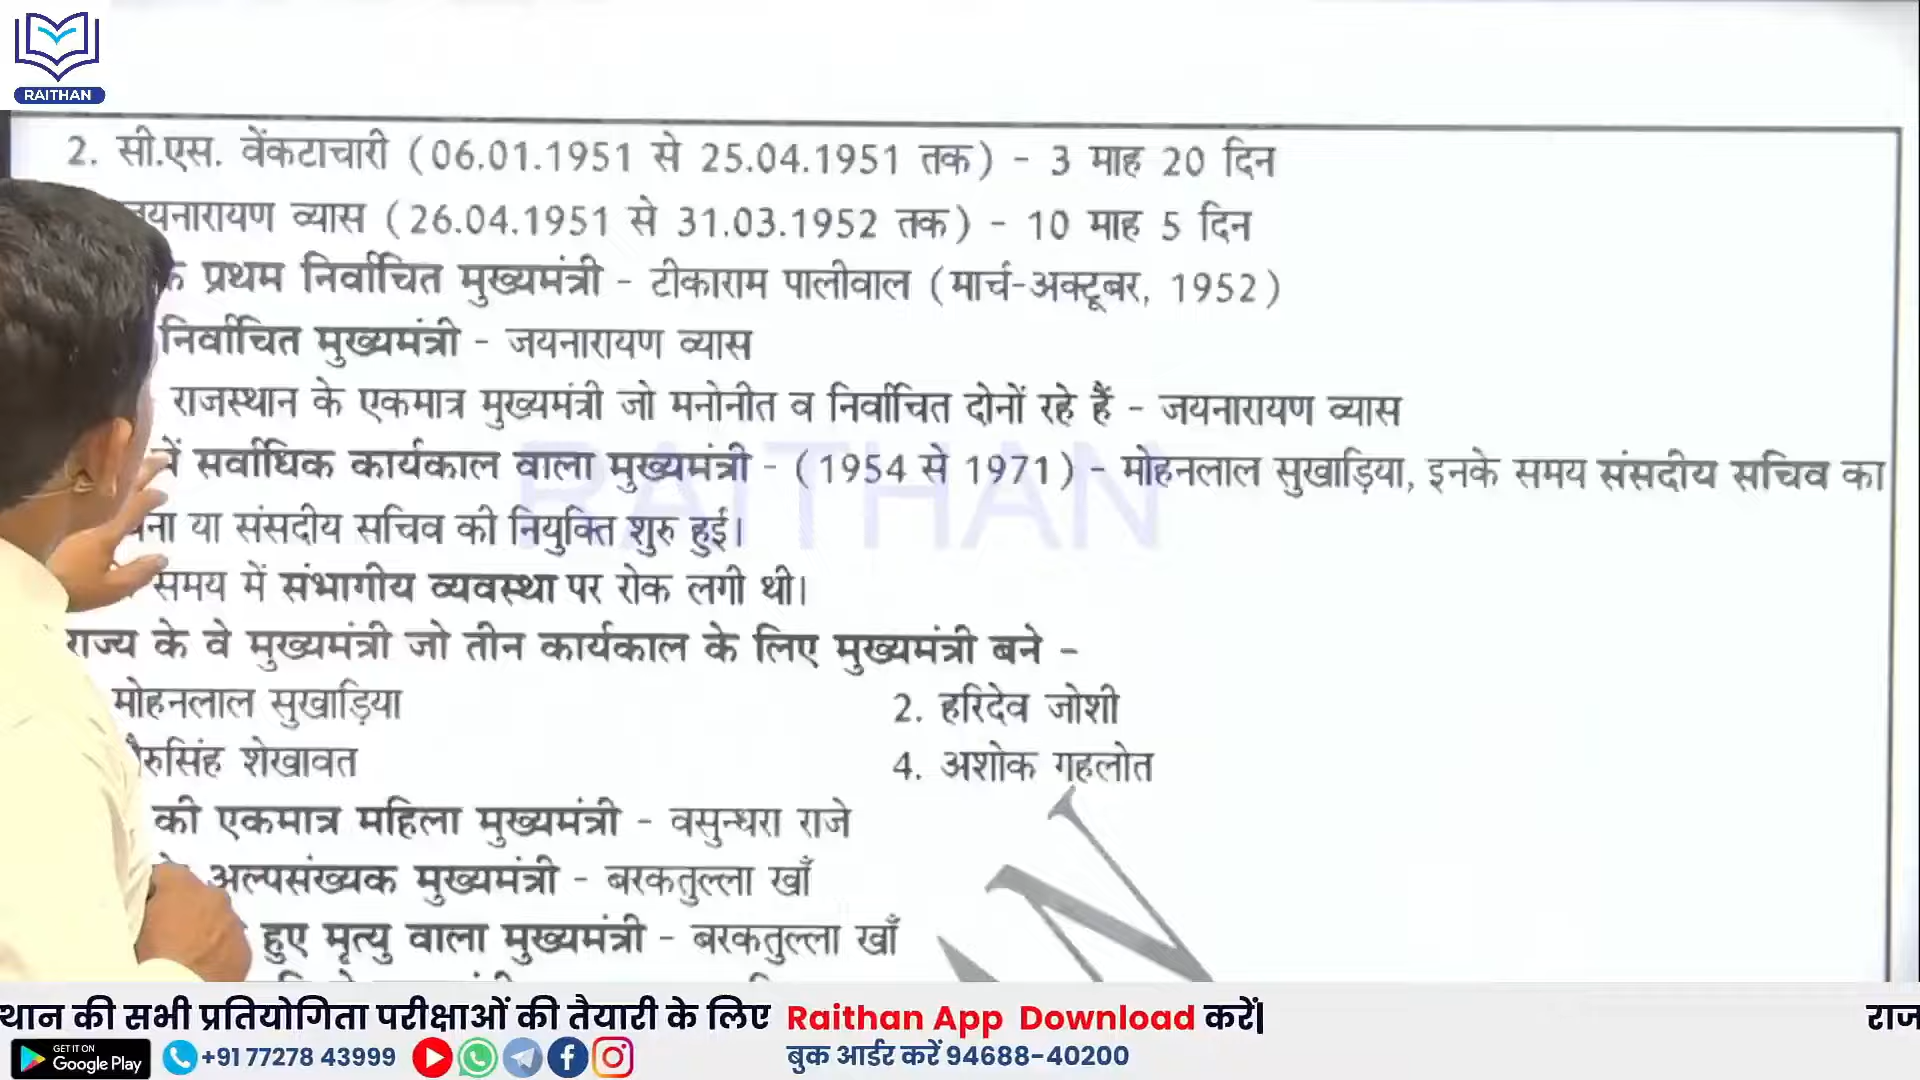 RAITHAN
2. सी.एस. वेंकटाचारी (06.01.1951 से 25.04.1951 तक) - 3 माह 20 दिन
व्यास (26.04.1951 से 31.03.1952 तक) - 10 माह 5 दिन
प्रथम निर्वाचित मुख्यमंत्री - टीकाराम पालीवाल (मार्च-अक्टूबर, 1952)
निर्वाचित मुख्यमंत्री - जयनारायण व्यास
राजस्थान के एकमात्र मुख्यमंत्री जो मनोनीत व निर्वाचित दोनों रहे हैं - जयनारायण व्यास
सर्वाधिक कार्यकाल वाला मुख्यमंत्री - (1954 से 1971) - मोहनलाल सुखाड़िया, इनके समय संसदीय सचिव का
या संसदीय सचिव की नियुक्ति शुरु हुई।
समय में संभागीय व्यवस्था पर रोक लगी थी।
राज्य के वे मुख्यमंत्री जो तीन कार्यकाल के लिए मुख्यमंत्री बने -
मोहनलाल सुखाड़िया 2. हरिदेव जोशी
शेखावत 4. अशोक गहलोत
की एकमात्र महिला मुख्यमंत्री - वसुन्धरा राजे
अल्पसंख्यक मुख्यमंत्री - बरकतुल्ला खाँ
हुए मृत्यु वाला मुख्यमंत्री - बरकतुल्ला खाँ
RAITHAN
थान की सभी प्रतियोगिता परीक्षाओं की तैयारी के लिए Raithan App Download करें| राज
GET IT ON Google Play +91 77278 43999 बुक आर्डर करें 94688-40200